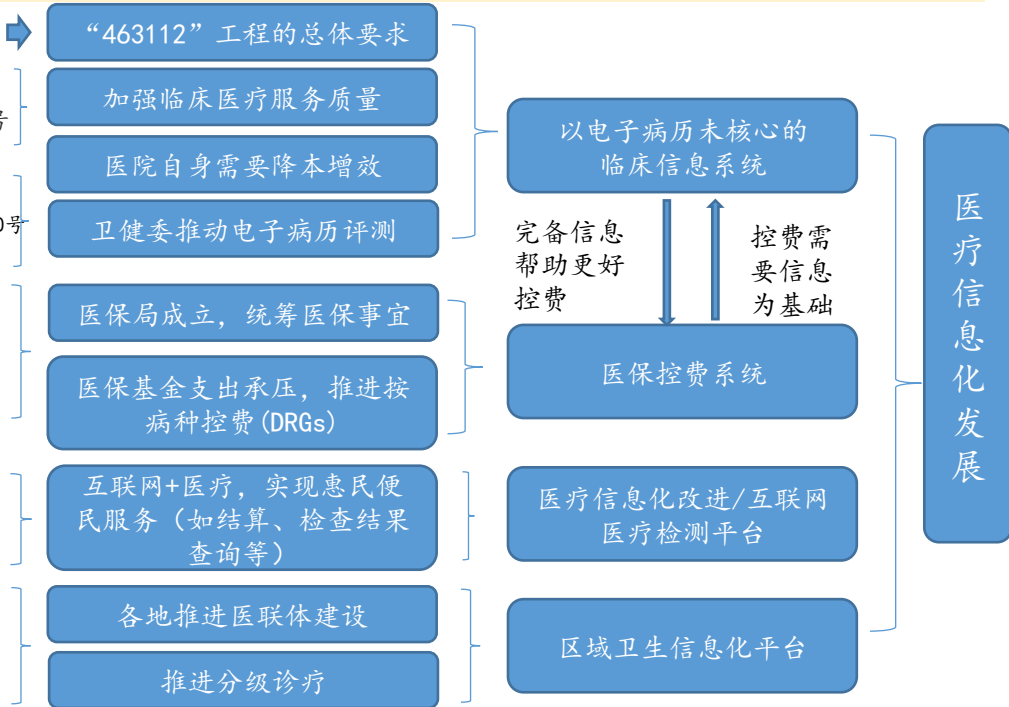 “463112”工程的总体要求
加强临床医疗服务质量
号
医院自身需要降本增效
卫健委推动电子病历评测
0号
医保局成立，统筹医保事宜
医保基金支出承压，推进按
病种控费(DRGs)
互联网+医疗，实现惠民便
民服务（如结算、检查结果
查询等）
各地推进医联体建设
推进分级诊疗
以电子病历未核心的
临床信息系统
完备信息
帮助更好
控费
控费需
要信息
为基础
医保控费系统
医疗信息化改进/互联网
医疗检测平台
区域卫生信息化平台
医疗信息化发展